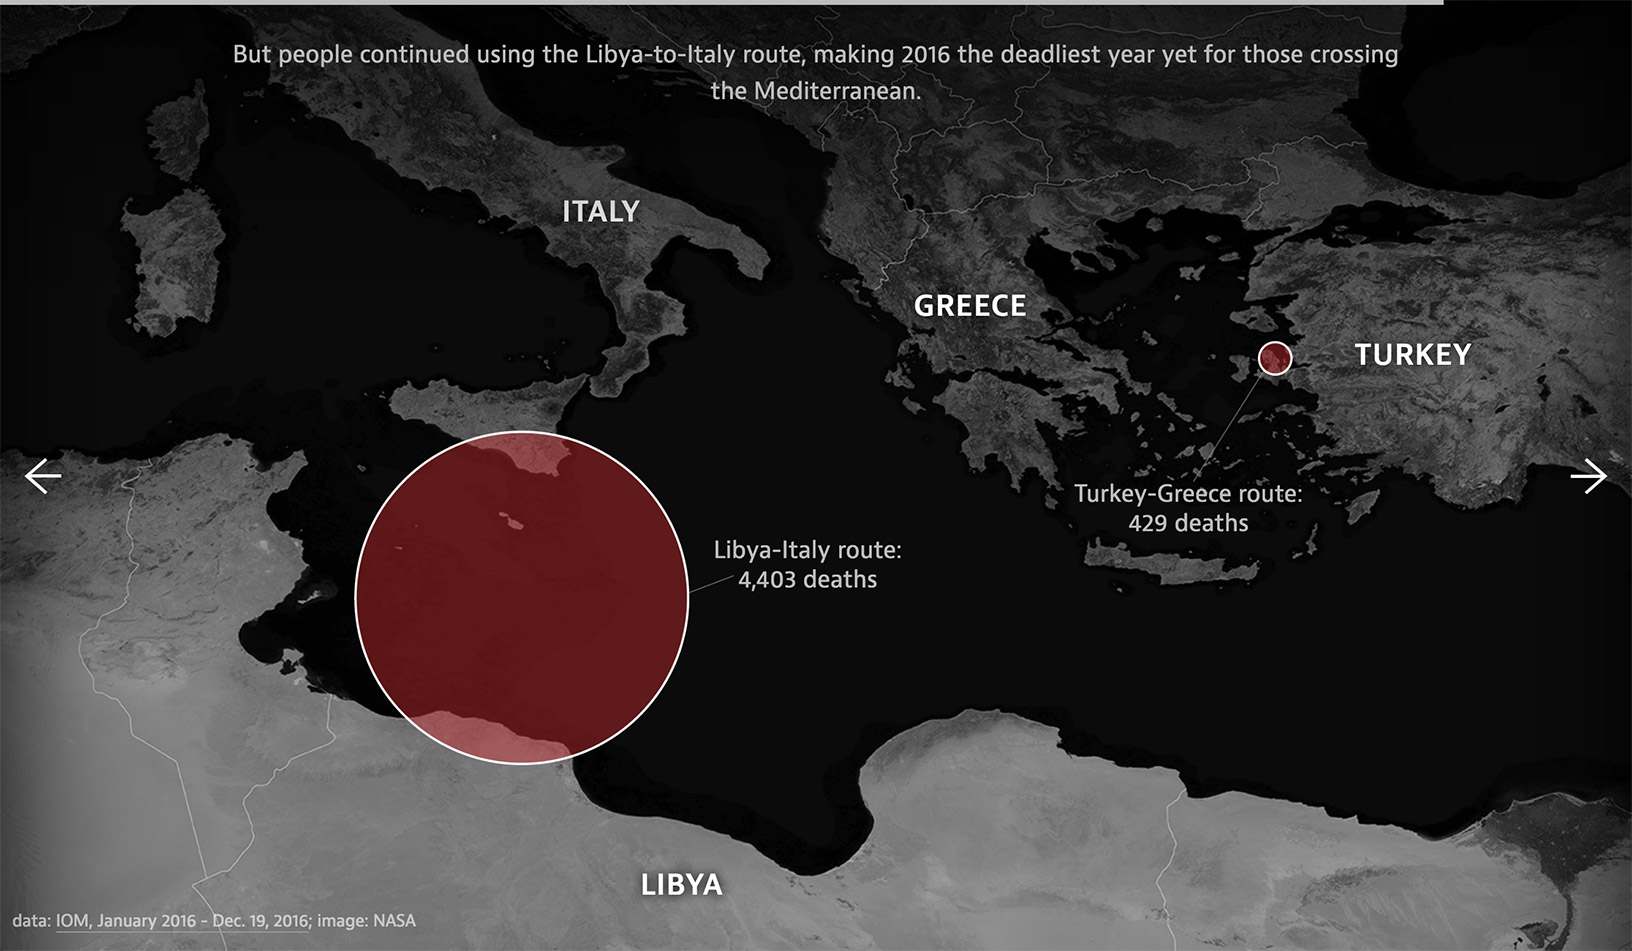 But people continued using the Libya-to-Italy route, making 2016 the deadliest year yet for those crossing
the Mediterranean.
ITALY
GREECE
TURKEY
Turkey-Greece route:
429 deaths
Libya-Italy route:
4,403 deaths
LIBYA
data: IOM, January 2016 - Dec. 19, 2016; image: NASA